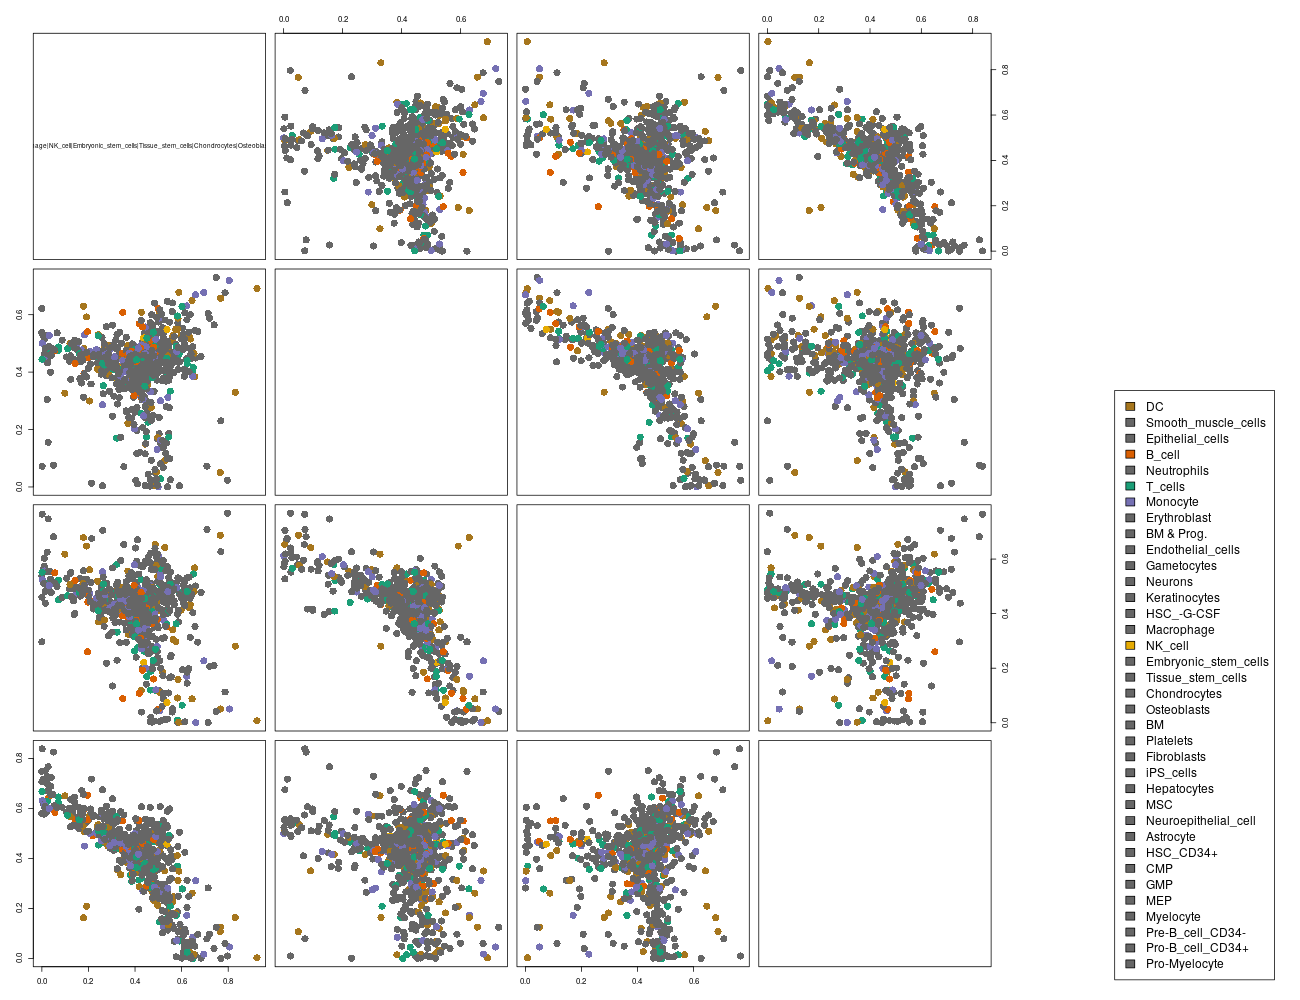 0.0 0.2 0.4 0.6
0.0 0.2 0.4 0.6 0.8
age|NK_cell|Embryonic_stem_cells|Tissue_stem_cells|Chondrocytes|Osteobla
0.8
0.6
0.4
0.2
0.0
0.6
0.4
0.2
0.0
0.6
0.4
0.2
0.0
0.8
0.6
0.4
0.2
0.0
0.0 0.2 0.4 0.6 0.8
0.0 0.2 0.4 0.6
DC
Smooth_muscle_cells
Epithelial_cells
B_cell
Neutrophils
T_cells
Monocyte
Erythroblast
BM & Prog.
Endothelial_cells
Gametocytes
Neurons
Keratinocytes
HSC_-G-CSF
Macrophage
NK_cell
Embryonic_stem_cells
Tissue_stem_cells
Chondrocytes
Osteoblasts
BM
Platelets
Fibroblasts
iPS_cells
Hepatocytes
MSC
Neuroepithelial_cell
Astrocyte
HSC_CD34+
CMP
GMP
MEP
Myelocyte
Pre-B_cell_CD34-
Pro-B_cell_CD34+
Pro-Myelocyte